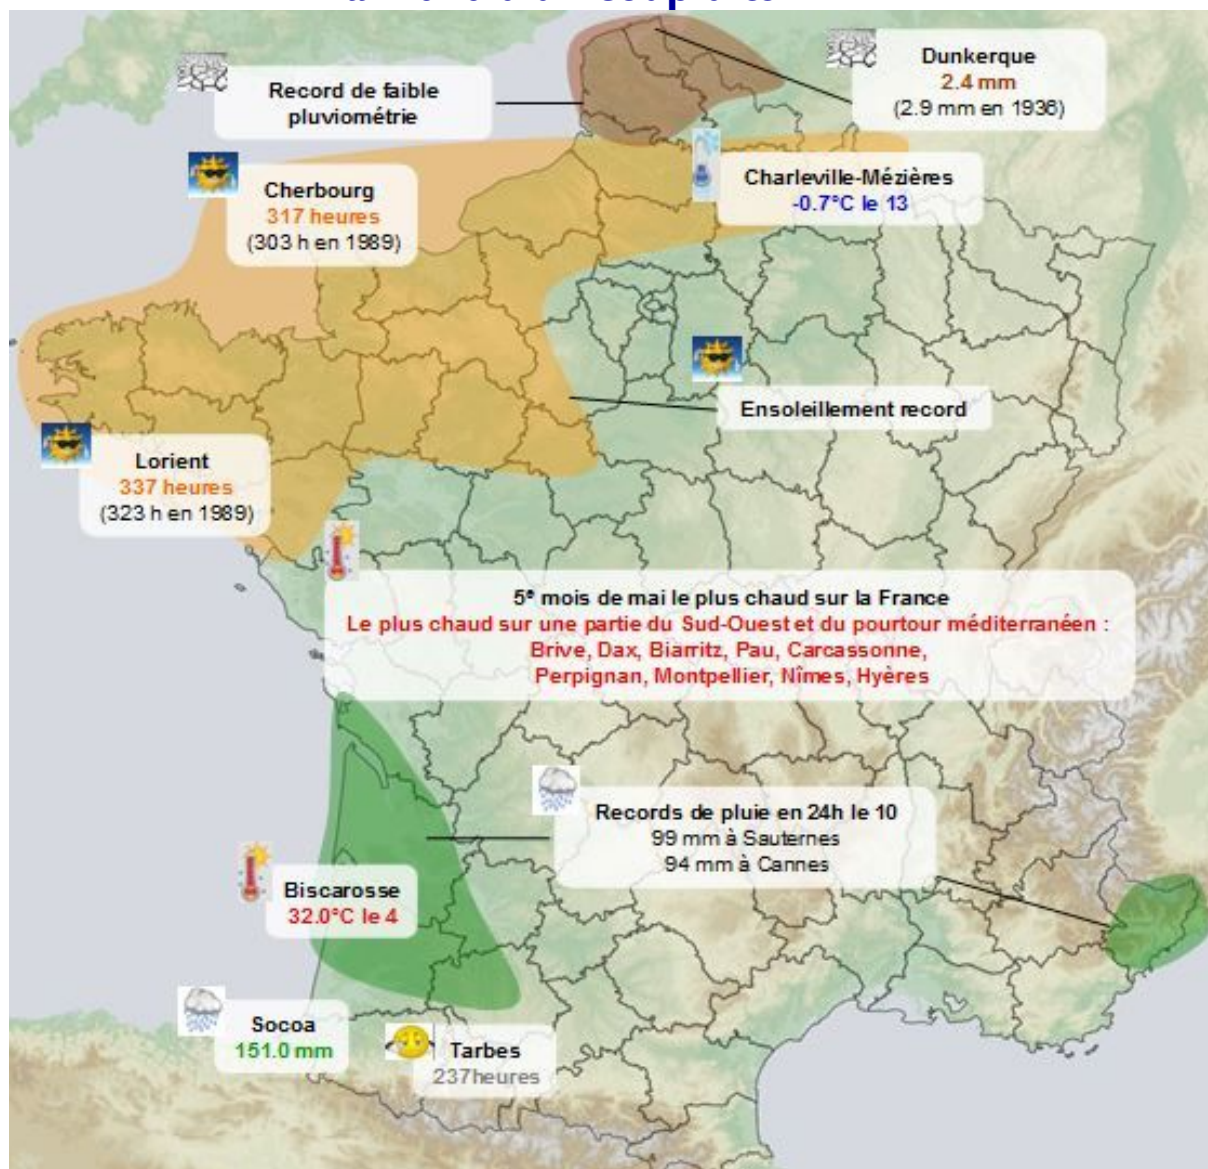 Record de faible
pluviométrie
Dunkerque
2.4 mm
(2.9 mm en 1936)
Cherbourg
317 heures
(303 h en 1989)
Charleville-Mézières
-0.7°C le 13
Ensoleillement record
Lorient
337 heures
(323 h en 1989)
5e mois de mai le plus chaud sur la France
Le plus chaud sur une partie du Sud-Ouest et du pourtour méditerranéen :
Brive, Dax, Biarritz, Pau, Carcassonne,
Perpignan, Montpellier, Nîmes, Hyères
Records de pluie en 24h le 10
99 mm à Sauternes
94 mm à Cannes
Biscarosse
32.0°C le 4
Socoa
151.0 mm
Tarbes
237heures